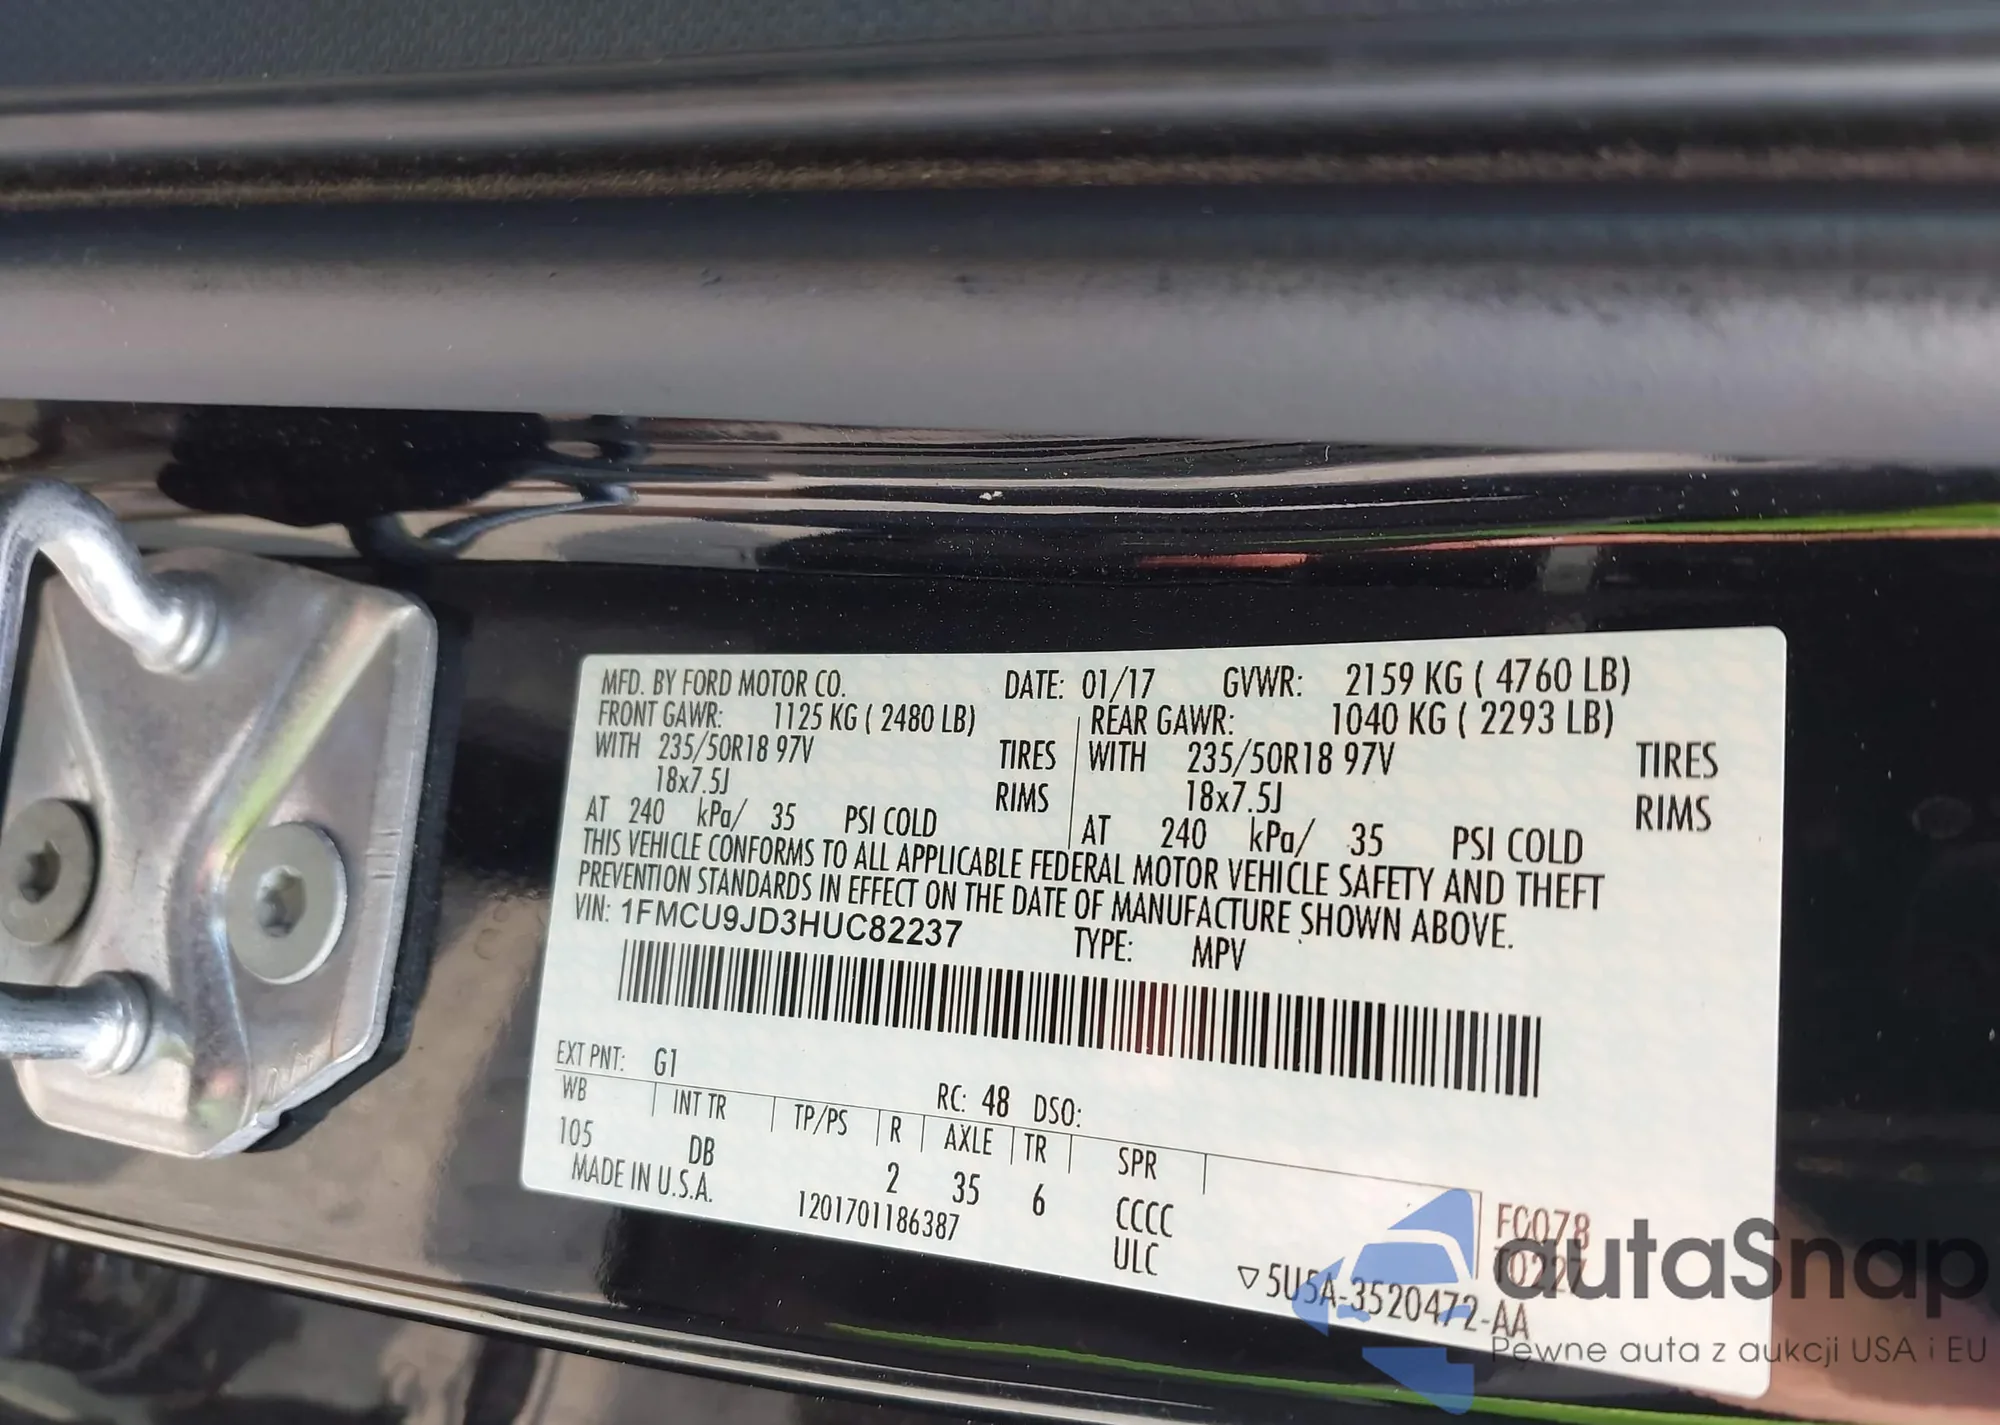 MFD. BY FORD MOTOR CO. DATE: 01/17 GVWR: 2159 KG ( 4760 LB)
FRONT GAWR: 1125 KG ( 2480 LB) REAR GAWR: 1040 KG ( 2293 LB)
WITH 235/50R18 97V TIRES WITH 235/50R18 97V TIRES
18x7.5J RIMS 18x7.5J RIMS
AT 240 kPa/ 35 PSI COLD AT 240 kPa/ 35 PSI COLD
THIS VEHICLE CONFORMS TO ALL APPLICABLE FEDERAL MOTOR VEHICLE SAFETY AND THEFT
PREVENTION STANDARDS IN EFFECT ON THE DATE OF MANUFACTURE SHOWN ABOVE.
VIN: 1FMCU9JD3HUC82237 TYPE: MPV
EXT PNT: G1 RC: 48 DSO:
WB INT TR TP/PS R AXLE TR SPR
105 DB 2 35 6 CCCC FC078
MADE IN U.S.A. 1201701186387 ULC T0227
▽5U5A-3520472-AA
autaSnap
Pewne auta z aukcji USA i EU